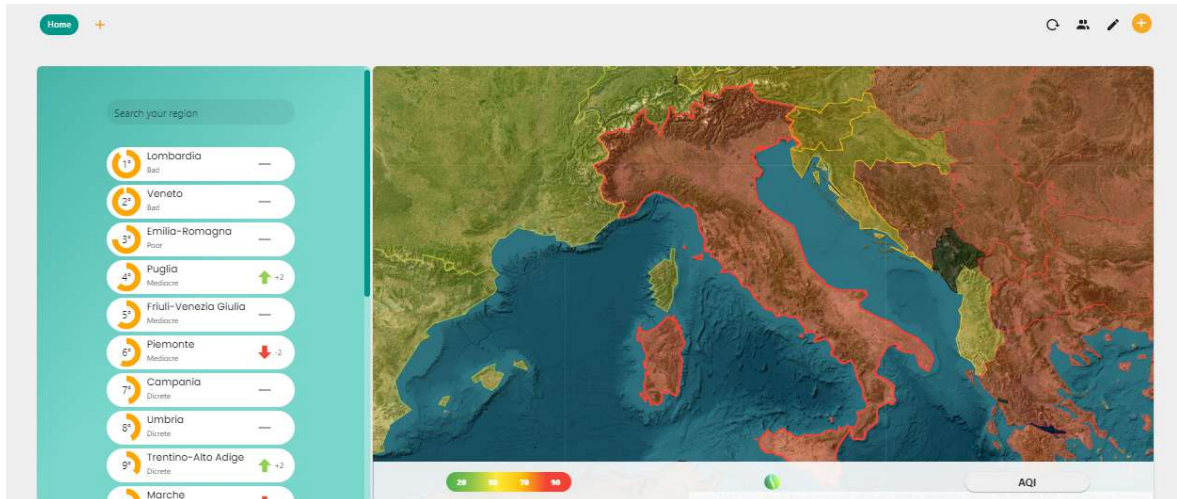 Home +
Search your region
1° Lombardia
Bad
2° Veneto
Bad
3° Emilia-Romagna
Poor
4° Puglia
Mediocre
+2
5° Friuli-Venezia Giulia
Mediocre
6° Piemonte
Mediocre
-2
7° Campania
Dicrete
8° Umbria
Dicrete
9° Trentino-Alto Adige
Dicrete
+2
Marche
20 50 70 90
AQI